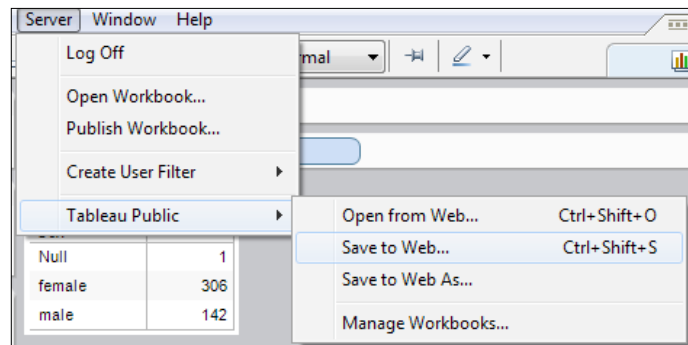 Server Window Help
Log Off
Open Workbook...
Publish Workbook...
Create User Filter
Tableau Public
Open from Web... Ctrl+Shift+O
Save to Web... Ctrl+Shift+S
Save to Web As...
Manage Workbooks...
Null 1
female 306
male 142